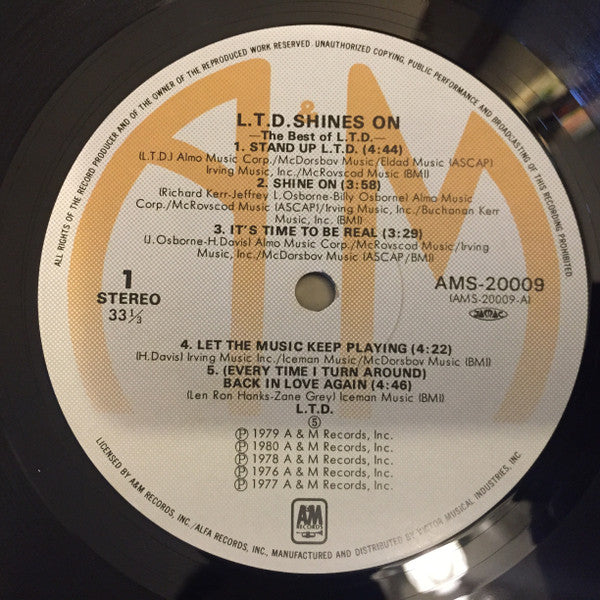 ALL RIGHTS OF THE RECORD PRODUCER AND OF THE OWNER OF THE REPRODUCED WORK RESERVED. UNAUTHORIZED COPYING, PUBLIC PERFORMANCE AND BROADCASTING OF THIS RECORDING PROHIBITED
A&M
L.T.D. SHINES ON
—The Best of L.T.D.—
1. STAND UP L.T.D. (4:44)
(L.T.D.) Almo Music Corp./McDorsbov Music/Eldad Music (ASCAP)
Irving Music, Inc./McRovscod Music (BMI)
2. SHINE ON (3:58)
(Richard Kerr-Jeffrey L.Osborne-Billy Osborne) Almo Music
Corp./McRovscod Music (ASCAP)/Irving Music, Inc./Buchanan Kerr
Music, Inc. (BMI)
3. IT'S TIME TO BE REAL (3:29)
(J. Osborne-H.Davis) Almo Music Corp./McRovscod Music/Irving
Music, Inc./McDorsbov Music (ASCAP/BMI)
1
STEREO
33 1/3
AMS-20009
(AMS-20009-A)
JASRAC
4. LET THE MUSIC KEEP PLAYING (4:22)
(H.Davis) Irving Music Inc./Iceman Music/McDorsbov Music (BMI)
5. (EVERY TIME I TURN AROUND)
BACK IN LOVE AGAIN (4:46)
(Len Ron Hanks-Zane Grey) Iceman Music (BMI)
L.T.D.
⑤
Ⓟ 1979 A & M Records, Inc.
Ⓟ 1980 A & M Records, Inc.
Ⓟ 1978 A & M Records, Inc.
Ⓟ 1976 A & M Records, Inc.
Ⓟ 1977 A & M Records, Inc.
A&M
RECORDS
LICENSED BY A&M RECORDS, INC./ALFA RECORDS, INC., MANUFACTURED AND DISTRIBUTED BY VICTOR MUSICAL INDUSTRIES, INC